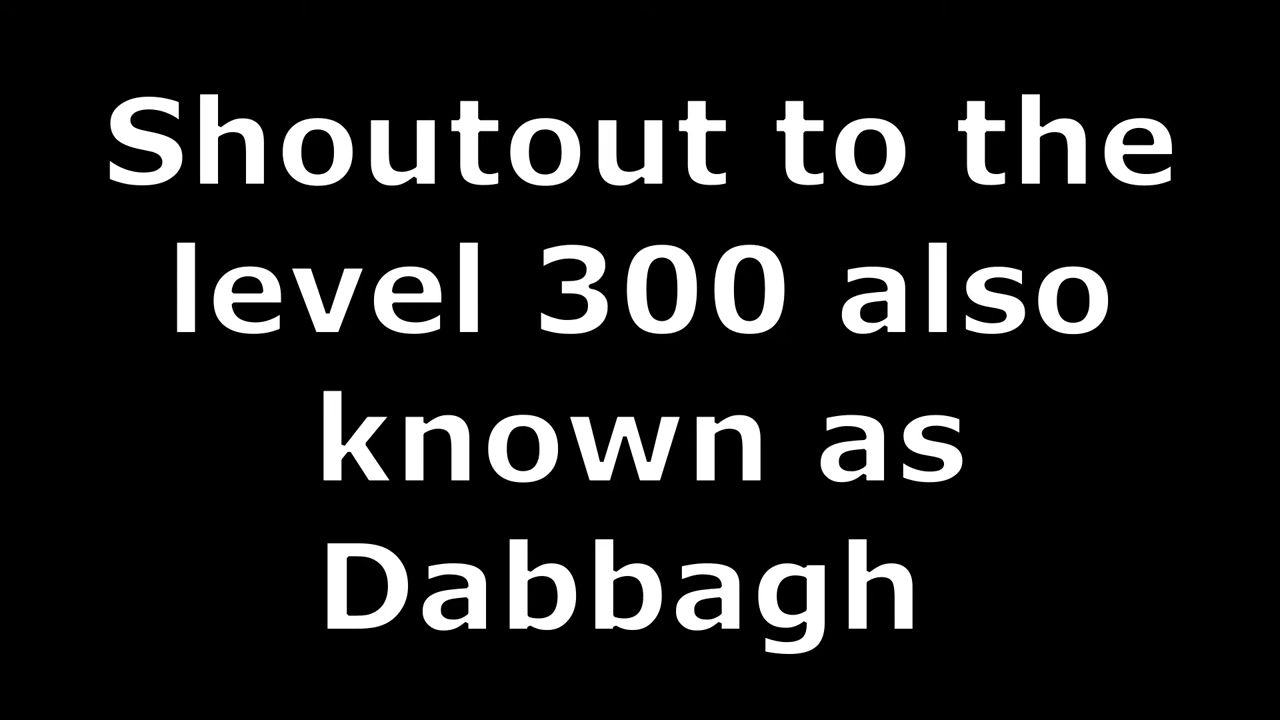 Shoutout to the
level 300 also
known as
Dabbagh